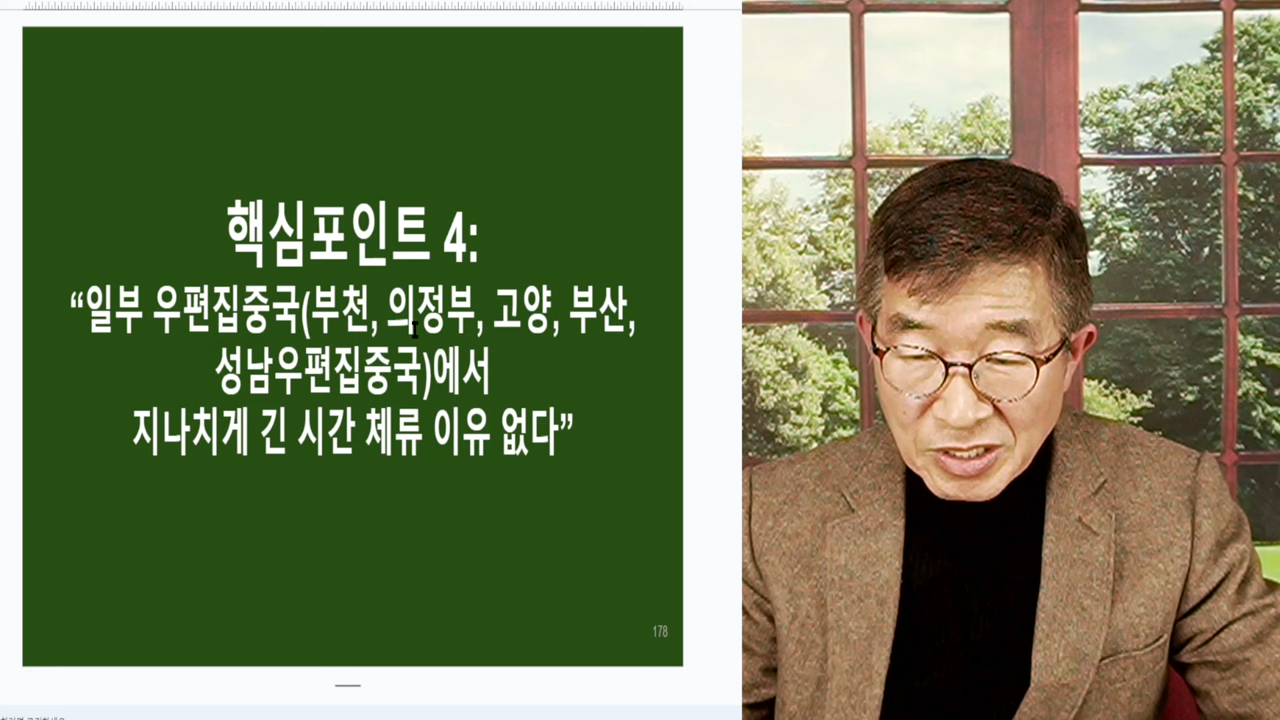 핵심포인트 4:
“일부 우편집중국(부천, 의정부, 고양, 부산,
성남우편집중국)에서
지나치게 긴 시간 체류 이유 없다”
178